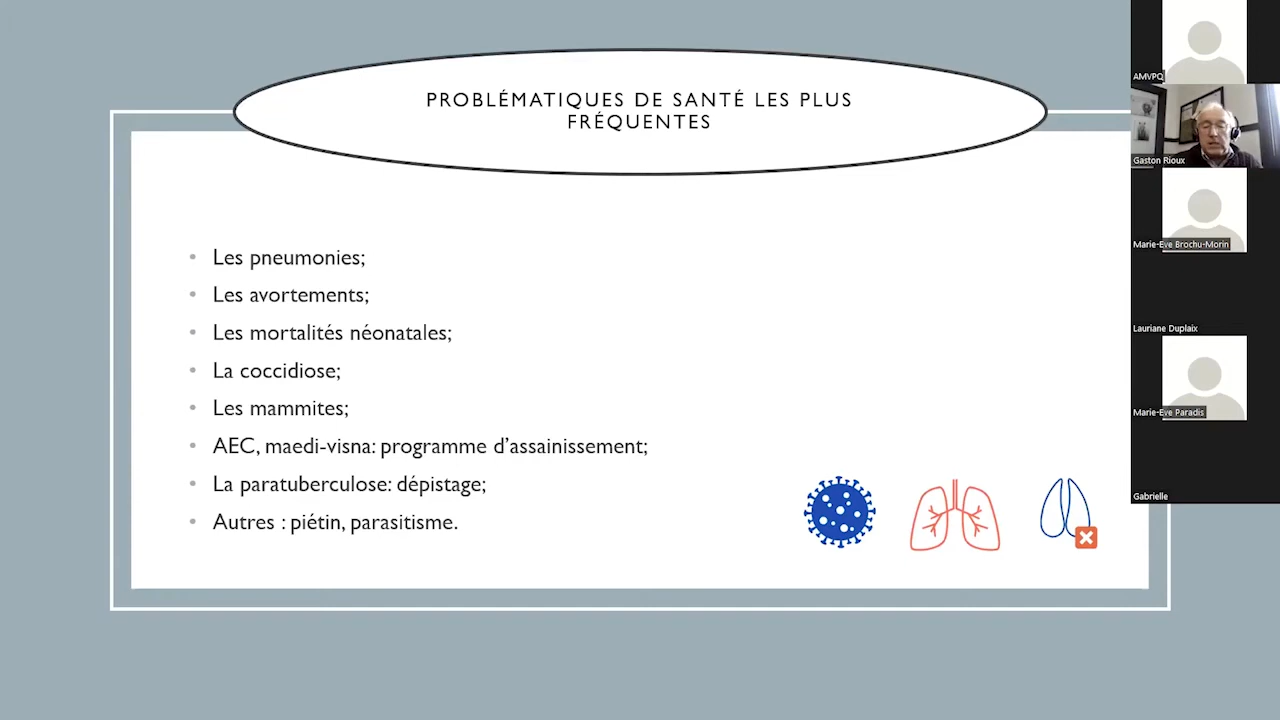 PROBLÉMATIQUES DE SANTÉ LES PLUS
FRÉQUENTES
Les pneumonies;
Les avortements;
Les mortalités néonatales;
La coccidiose;
Les mammites;
AEC, maedi-visna: programme d’assainissement;
La paratuberculose: dépistage;
Autres : piétin, parasitisme.
AMVPQ
Gaston Rioux
Marie-Eve Brochu-Morin
Lauriane Duplaix
Marie-Eve Paradis
Gabrielle